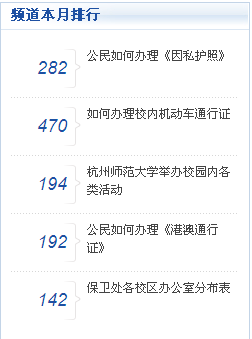 频道本月排行
282
公民如何办理《因私护照》
470
如何办理校内机动车通行证
194
杭州师范大学举办校园内各
类活动
192
公民如何办理《港澳通行
证》
142
保卫处各校区办公室分布表